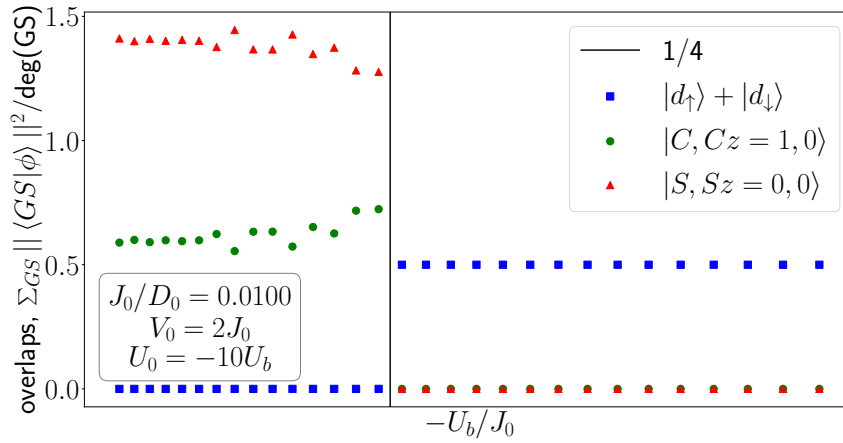 overlaps, Σ_GS || ⟨GS|ϕ⟩ ||²/deg(GS)
1.5
1.0
0.5
0.0
1/4
|d↑⟩ + |d↓⟩
|C, Cz = 1, 0⟩
|S, Sz = 0, 0⟩
J₀/D₀ = 0.0100
V₀ = 2J₀
U₀ = −10U_b
−U_b/J₀